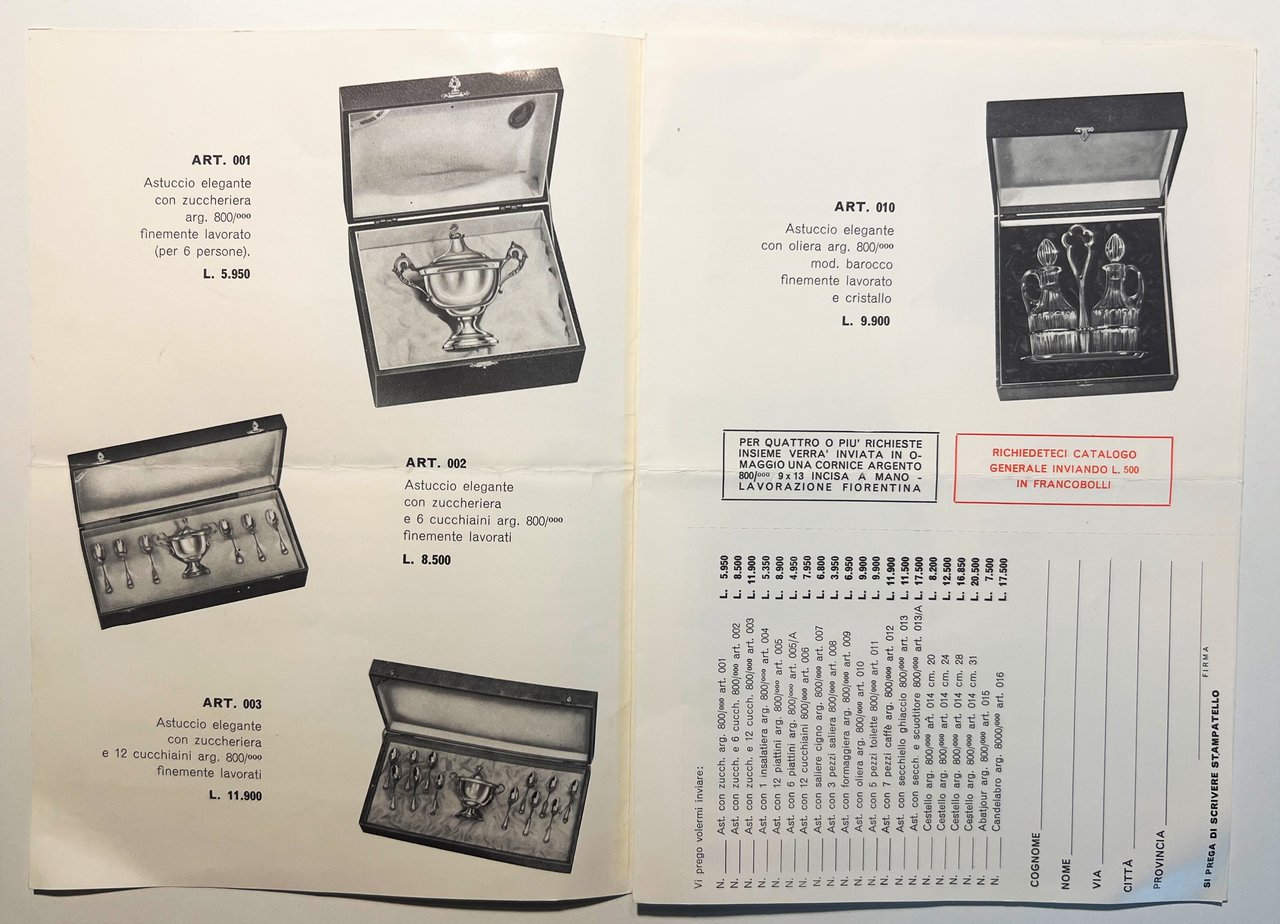 ART. 001
Astuccio elegante
con zuccheriera
arg. 800/000
finemente lavorato
(per 6 persone).
L. 5.950
ART. 002
Astuccio elegante
con zuccheriera
e 6 cucchiaini arg. 800/000
finemente lavorati
L. 8.500
ART. 003
Astuccio elegante
con zuccheriera
e 12 cucchiaini arg. 800/000
finemente lavorati
L. 11.900
ART. 010
Astuccio elegante
con oliera arg. 800/000
mod. barocco
finemente lavorato
e cristallo
L. 9.900
PER QUATTRO O PIU' RICHIESTE
INSIEME VERRA' INVIATA IN O-
MAGGIO UNA CORNICE ARGENTO
800/000 9 x 13 INCISA A MANO -
LAVORAZIONE FIORENTINA
RICHIEDETECI CATALOGO
GENERALE INVIANDO L. 500
IN FRANCOBOLLI
Vi prego volermi inviare:
N. Ast. con zucch. arg. 800/000 art. 001 L. 5.950
N. Ast. con zucch. e 6 cucch. 800/000 art. 002 L. 8.500
N. Ast. con zucch. e 12 cucch. 800/000 art. 003 L. 11.900
N. Ast. con 1 insalatiera arg. 800/000 art. 004 L. 5.350
N. Ast. con 12 piattini arg. 800/000 art. 005 L. 8.900
N. Ast. con 6 piattini arg. 800/000 art. 005/A L. 4.950
N. Ast. con 12 cucchiaini 800/000 art. 006 L. 7.950
N. Ast. con saliere cigno arg. 800/000 art. 007 L. 6.800
N. Ast. con 3 pezzi saliera 800/000 art. 008 L. 3.950
N. Ast. con formaggiera arg. 800/000 art. 009 L. 6.950
N. Ast. con oliera arg. 800/000 art. 010 L. 9.900
N. Ast. con 5 pezzi toilette 800/000 art. 011 L. 9.900
N. Ast. con 7 pezzi caffè arg. 800/000 art. 012 L. 11.900
N. Ast. con secchiello ghiaccio 800/000 art. 013 L. 11.500
N. Ast. con secch. e scuotitore 800/000 art. 013/A L. 17.500
N. Cestello arg. 800/000 art. 014 cm. 20 L. 8.200
N. Cestello arg. 800/000 art. 014 cm. 24 L. 12.500
N. Cestello arg. 800/000 art. 014 cm. 28 L. 16.850
N. Cestello arg. 800/000 art. 014 cm. 31 L. 20.500
N. Abatjour arg. 800/000 art. 015 L. 7.500
N. Candelabro arg. 8000/000 art. 016 L. 17.500
COGNOME
NOME
VIA
CITTÀ
PROVINCIA
FIRMA
SI PREGA DI SCRIVERE STAMPATELLO